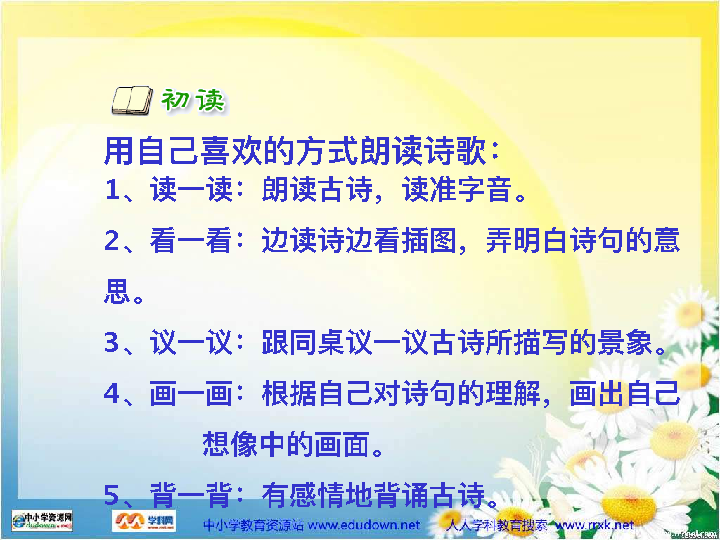 初读
用自己喜欢的方式朗读诗歌：
1、读一读：朗读古诗，读准字音。
2、看一看：边读诗边看插图，弄明白诗句的意
思。
3、议一议：跟同桌议一议古诗所描写的景象。
4、画一画：根据自己对诗句的理解，画出自己
想像中的画面。
5、背一背：有感情地背诵古诗。
中小学资源网 学科网 中小学教育资源站 www.edudown.net 人人学科教育搜索 www.rrxk.net